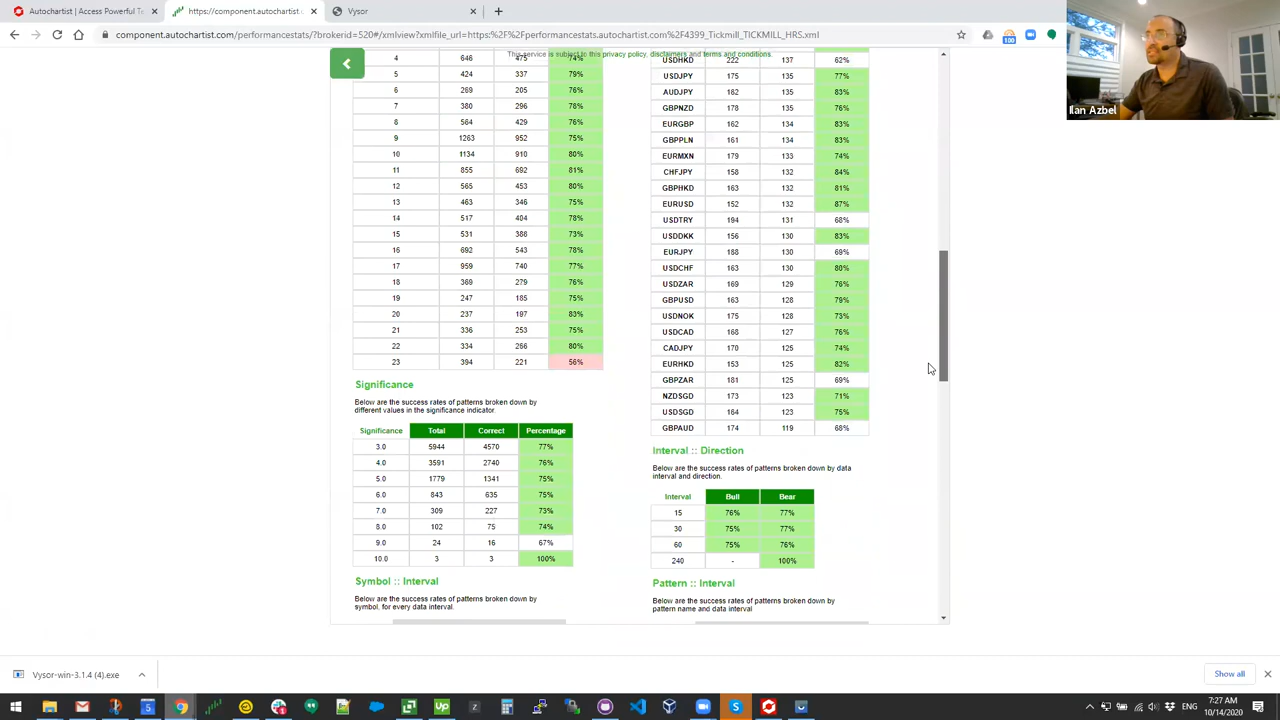 Autochartist | Access Powerful To
https://component.autochartist.co
Vysor
component.autochartist.com/performancestats/?brokerid=520#!/reportview?xmlfile_url=https:%2F%2Fperformancestats.autochartist.com%2F4399_Tickmill_TICKMILL_HRS.xml
100
Ilan Azbel
This service is subject to this privacy policy, disclaimers and terms and conditions.
4 646 475 74%
5 424 337 79%
269 205 76%
7 380 296 78%
564 429 76%
9 1263 952 75%
10 1134 910 80%
11 855 692 81%
12 565 453 80%
13 463 346 75%
14 517 404 78%
15 531 388 73%
16 692 543 78%
17 959 740 77%
18 369 279 76%
19 247 185 75%
20 237 197 83%
21 336 253 75%
22 334 266 80%
23 394 221 56%
Significance
Below are the success rates of patterns broken down by
different values in the significance indicator.
Significance Total Correct Percentage
3.0 5944 4570 77%
4.0 3591 2740 76%
5.0 1779 1341 75%
6.0 843 635 75%
7.0 309 227 73%
8.0 102 75 74%
9.0 24 16 67%
10.0 3 3 100%
Symbol :: Interval
Below are the success rates of patterns broken down by
symbol, for every data interval.
USDHKD 222 137 62%
USDJPY 175 135 77%
AUDJPY 162 135 83%
GBPNZD 178 135 76%
EURGBP 162 134 83%
GBPPLN 161 134 83%
EURMXN 179 133 74%
CHFJPY 158 132 84%
GBPHKD 163 132 81%
EURUSD 152 132 87%
USDTRY 194 131 68%
USDDKK 156 130 83%
EURJPY 188 130 69%
USDCHF 163 130 80%
USDZAR 169 129 76%
GBPUSD 163 128 79%
USDNOK 175 128 73%
USDCAD 168 127 76%
CADJPY 170 125 74%
EURHKD 153 125 82%
GBPZAR 181 125 69%
NZDSGD 173 123 71%
USDSGD 164 123 75%
GBPAUD 174 119 68%
Interval :: Direction
Below are the success rates of patterns broken down by data
interval and direction.
Interval Bull Bear
15 76% 77%
30 75% 77%
60 75% 76%
240 - 100%
Pattern :: Interval
Below are the success rates of patterns broken down by
pattern name and data interval
Vysor-win-3.1.4 (4).exe
Show all
7:27 AM
10/14/2020